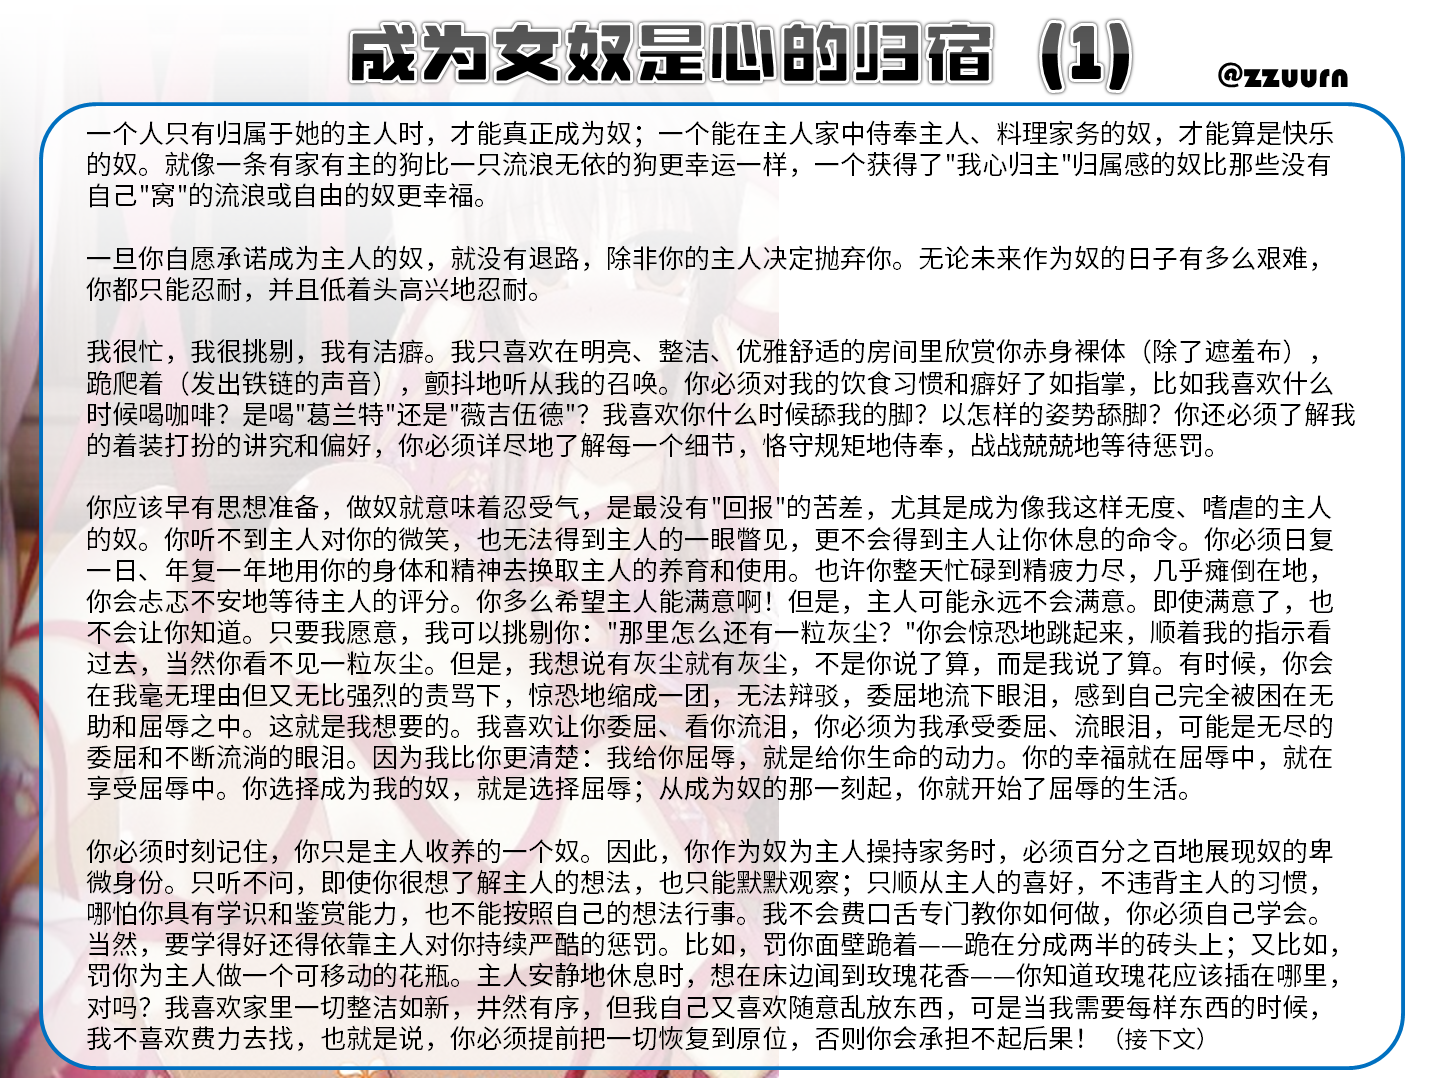 成为女奴是心的归宿（1）
@zzuurn
一个人只有归属于她的主人时，才能真正成为奴；一个能在主人家中侍奉主人、料理家务的奴，才能算是快乐
的奴。就像一条有家有主的狗比一只流浪无依的狗更幸运一样，一个获得了"我心归主"归属感的奴比那些没有
自己"窝"的流浪或自由的奴更幸福。
一旦你自愿承诺成为主人的奴，就没有退路，除非你的主人决定抛弃你。无论未来作为奴的日子有多么艰难，
你都只能忍耐，并且低着头高兴地忍耐。
我很忙，我很挑剔，我有洁癖。我只喜欢在明亮、整洁、优雅舒适的房间里欣赏你赤身裸体（除了遮羞布），
跪爬着（发出铁链的声音），颤抖地听从我的召唤。你必须对我的饮食习惯和癖好了如指掌，比如我喜欢什么
时候喝咖啡？是喝"葛兰特"还是"薇吉伍德"？我喜欢你什么时候舔我的脚？以怎样的姿势舔脚？你还必须了解我
的着装打扮的讲究和偏好，你必须详尽地了解每一个细节，恪守规矩地侍奉，战战兢兢地等待惩罚。
你应该早有思想准备，做奴就意味着忍受气，是最没有"回报"的苦差，尤其是成为像我这样无度、嗜虐的主人
的奴。你听不到主人对你的微笑，也无法得到主人的一眼瞥见，更不会得到主人让你休息的命令。你必须日复
一日、年复一年地用你的身体和精神去换取主人的养育和使用。也许你整天忙碌到精疲力尽，几乎瘫倒在地，
你会忐忑不安地等待主人的评分。你多么希望主人能满意啊！但是，主人可能永远不会满意。即使满意了，也
不会让你知道。只要我愿意，我可以挑剔你："那里怎么还有一粒灰尘？"你会惊恐地跳起来，顺着我的指示看
过去，当然你看不见一粒灰尘。但是，我想说有灰尘就有灰尘，不是你说了算，而是我说了算。有时候，你会
在我毫无理由但又无比强烈的责骂下，惊恐地缩成一团，无法辩驳，委屈地流下眼泪，感到自己完全被困在无
助和屈辱之中。这就是我想要的。我喜欢让你委屈、看你流泪，你必须为我承受委屈、流眼泪，可能是无尽的
委屈和不断流淌的眼泪。因为我比你更清楚：我给你屈辱，就是给你生命的动力。你的幸福就在屈辱中，就在
享受屈辱中。你选择成为我的奴，就是选择屈辱；从成为奴的那一刻起，你就开始了屈辱的生活。
你必须时刻记住，你只是主人收养的一个奴。因此，你作为奴为主人操持家务时，必须百分之百地展现奴的卑
微身份。只听不问，即使你很想了解主人的想法，也只能默默观察；只顺从主人的喜好，不违背主人的习惯，
哪怕你具有学识和鉴赏能力，也不能按照自己的想法行事。我不会费口舌专门教你如何做，你必须自己学会。
当然，要学得好还得依靠主人对你持续严酷的惩罚。比如，罚你面壁跪着——跪在分成两半的砖头上；又比如，
罚你为主人做一个可移动的花瓶。主人安静地休息时，想在床边闻到玫瑰花香——你知道玫瑰花应该插在哪里，
对吗？我喜欢家里一切整洁如新，井然有序，但我自己又喜欢随意乱放东西，可是当我需要每样东西的时候，
我不喜欢费力去找，也就是说，你必须提前把一切恢复到原位，否则你会承担不起后果！（接下文）